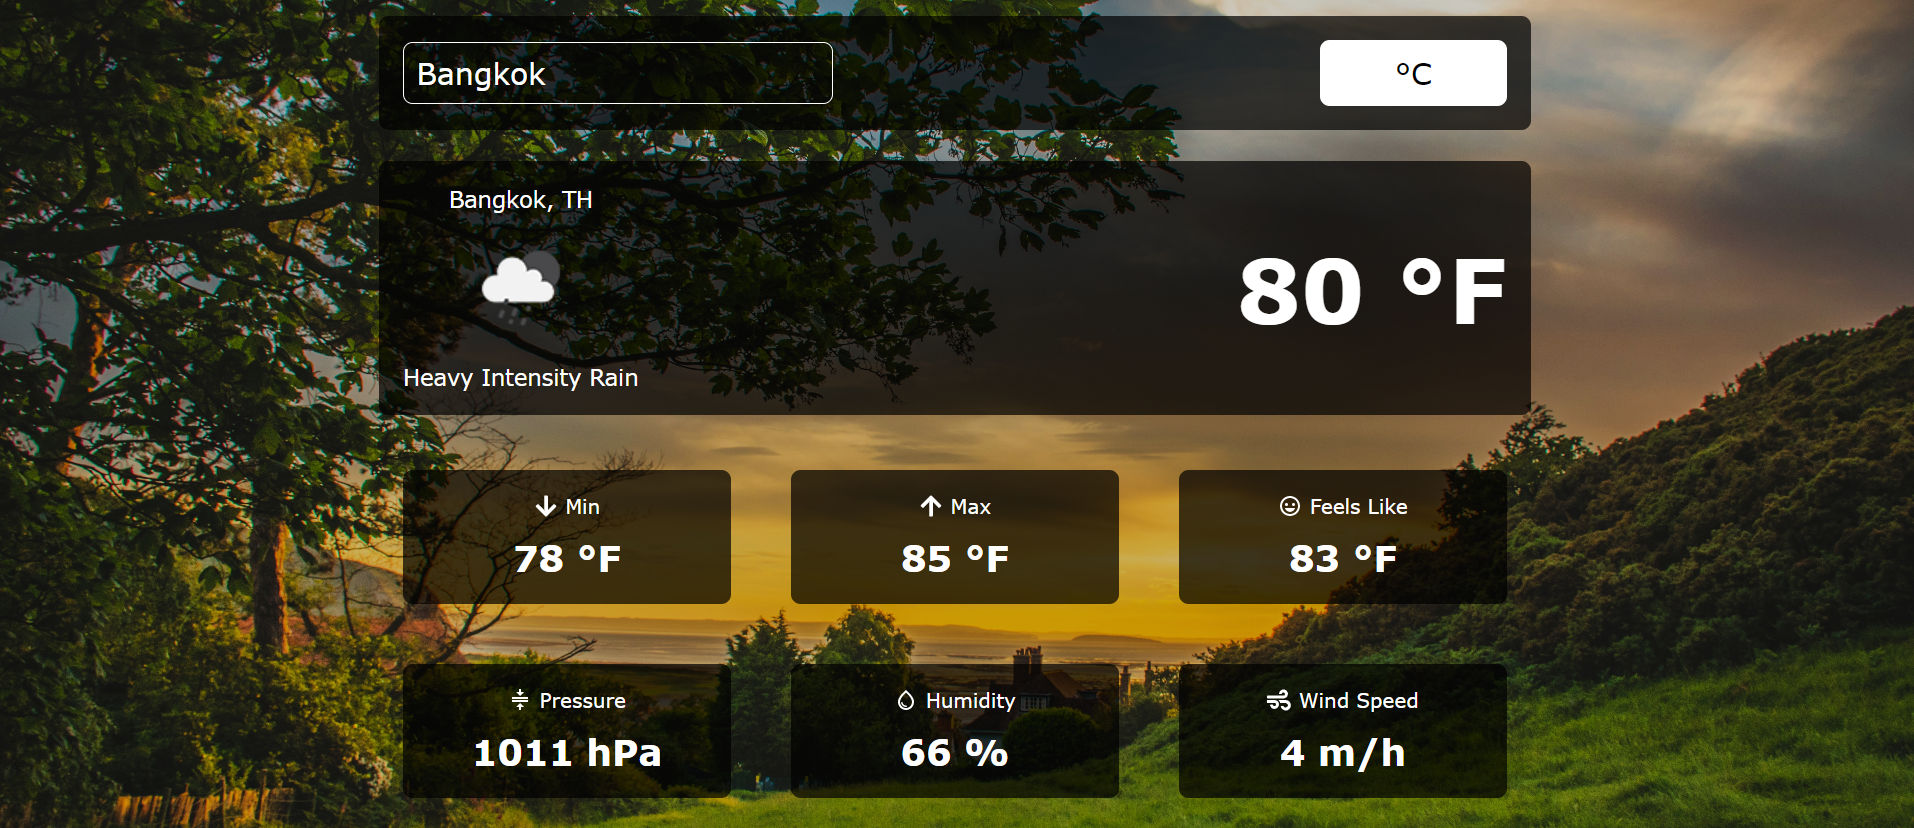 Bangkok
°C
Bangkok, TH
80 °F
Heavy Intensity Rain
Min
78 °F
Max
85 °F
Feels Like
83 °F
Pressure
1011 hPa
Humidity
66 %
Wind Speed
4 m/h